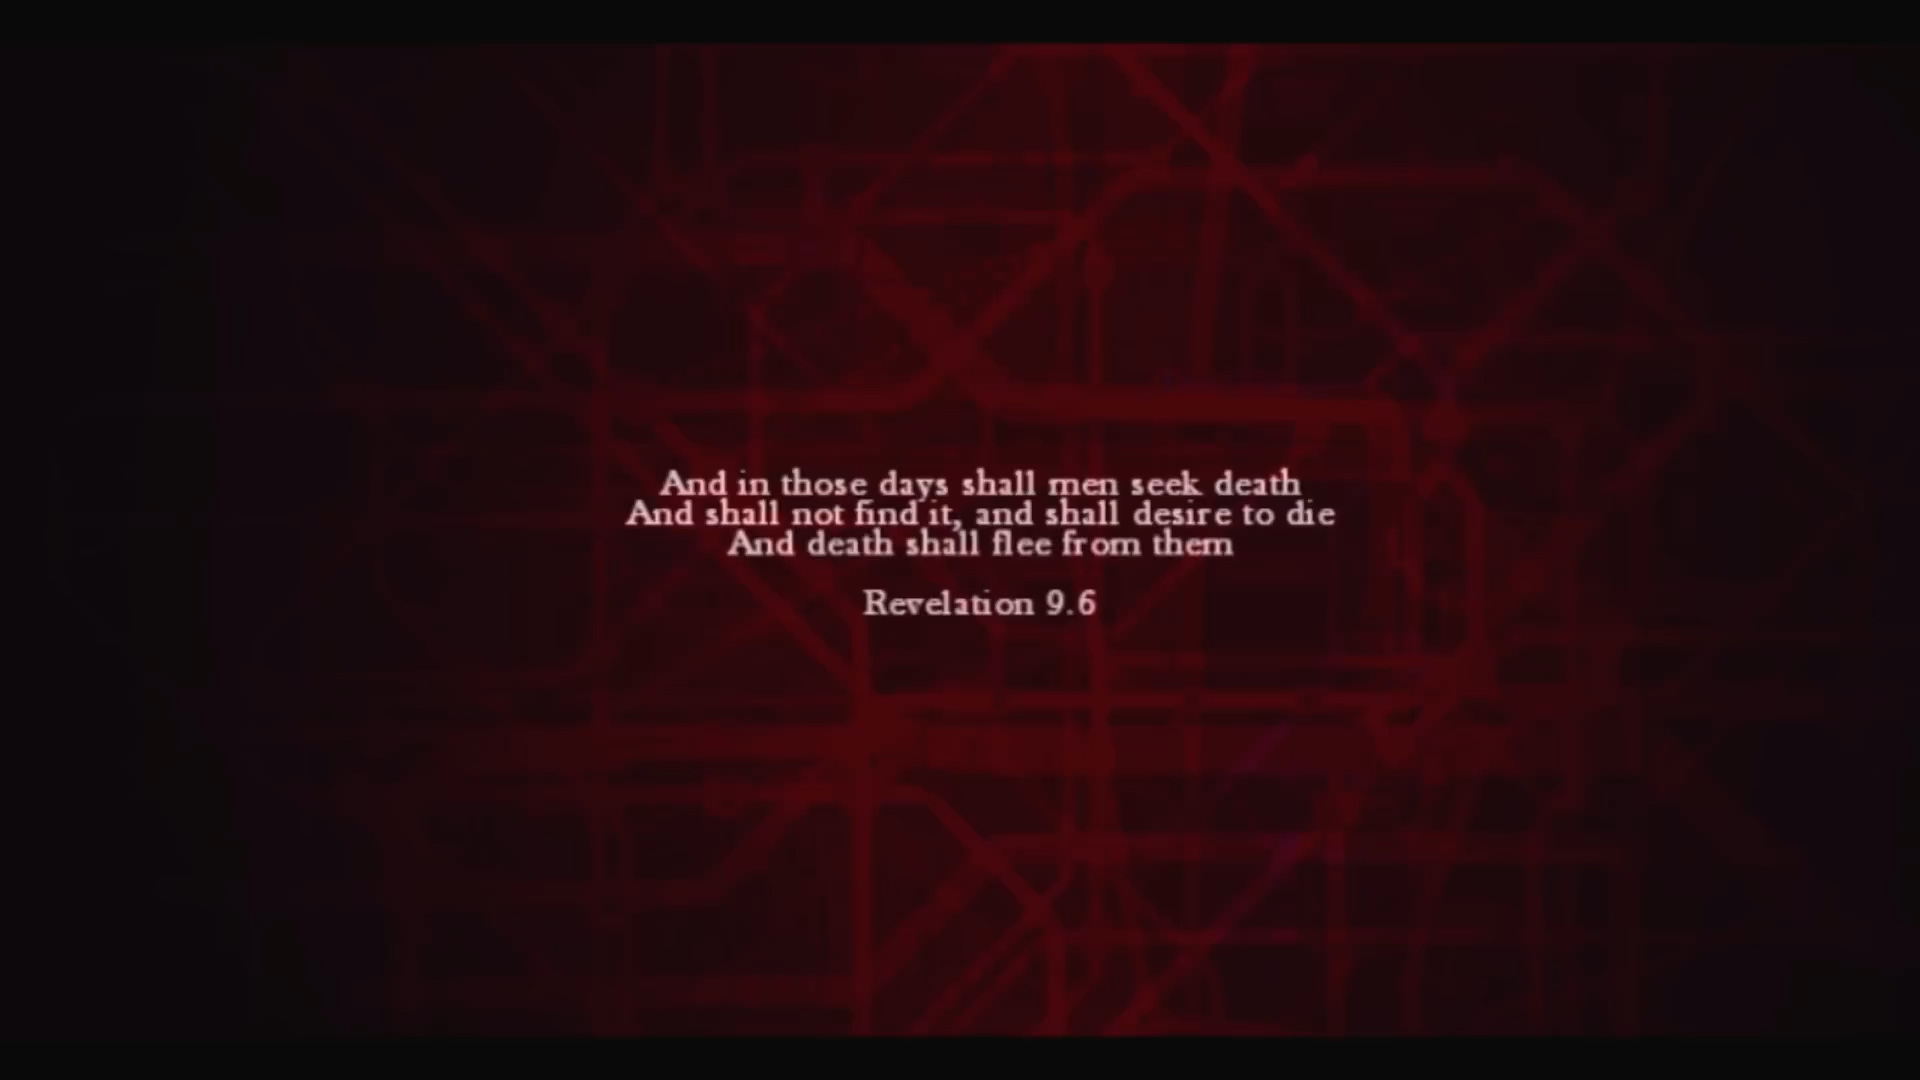 And in those days shall men seek death
And shall not find it, and shall desire to die
And death shall flee from them
Revelation 9.6